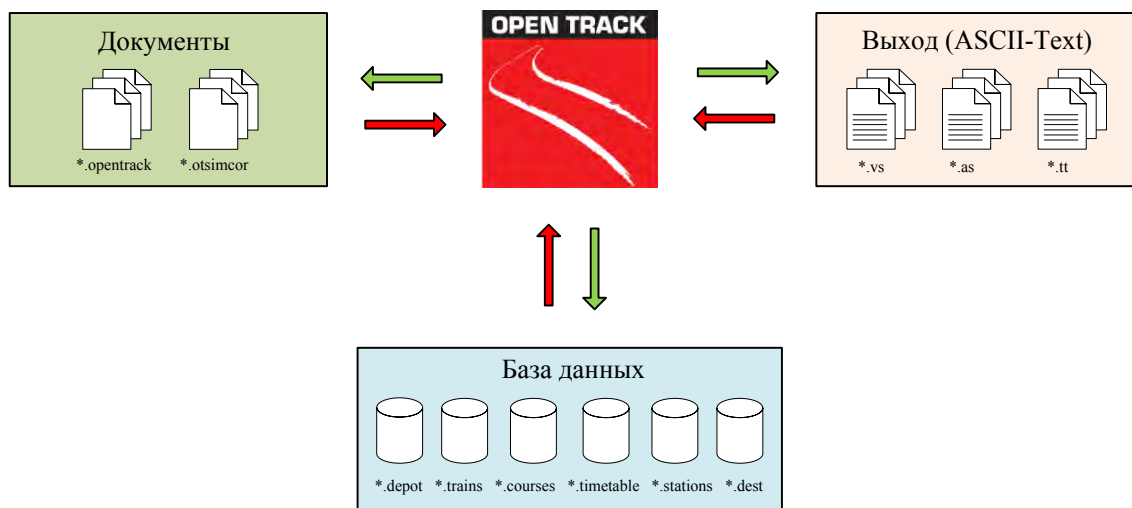 Документы
*.opentrack *.otsimcor
OPEN TRACK
Выход (ASCII-Text)
*.vs *.as *.tt
База данных
*.depot *.trains *.courses *.timetable *.stations *.dest